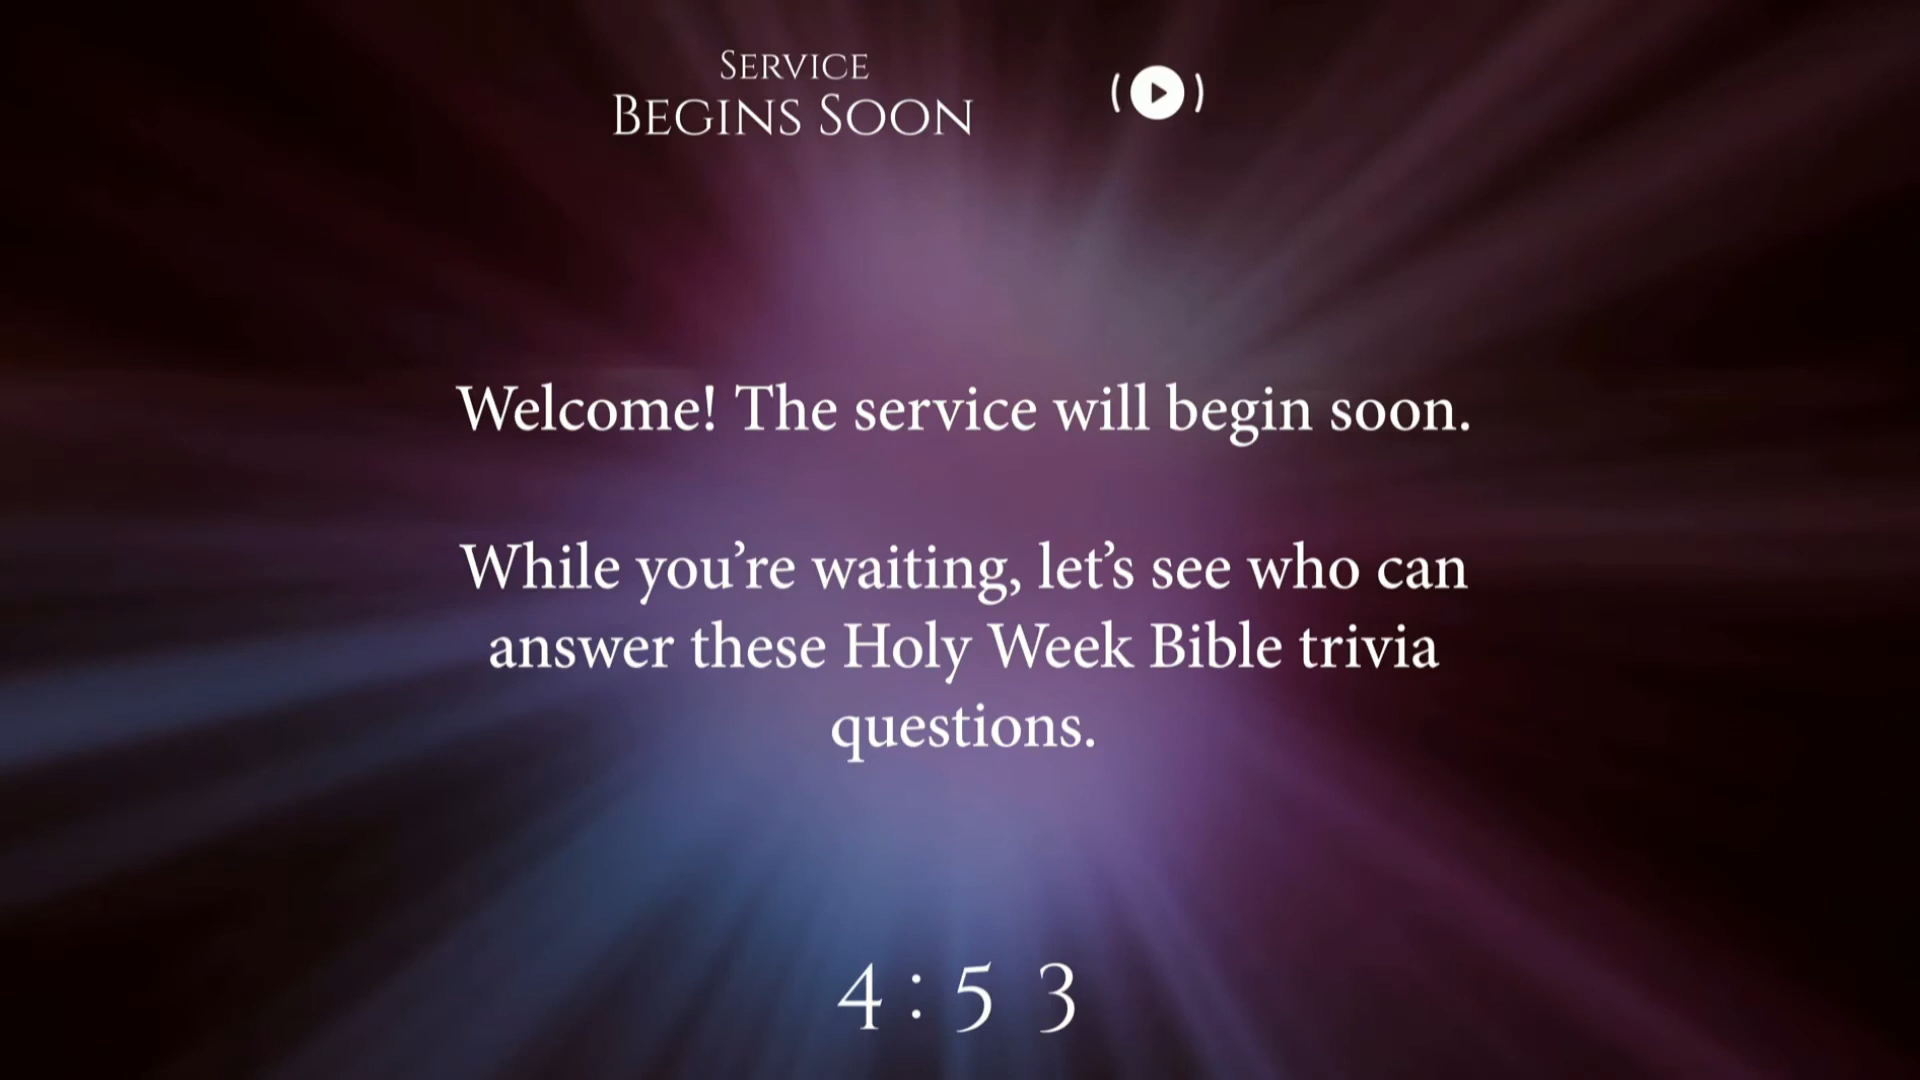 Service
Begins Soon
Welcome! The service will begin soon.
While you’re waiting, let’s see who can
answer these Holy Week Bible trivia
questions.
4:53